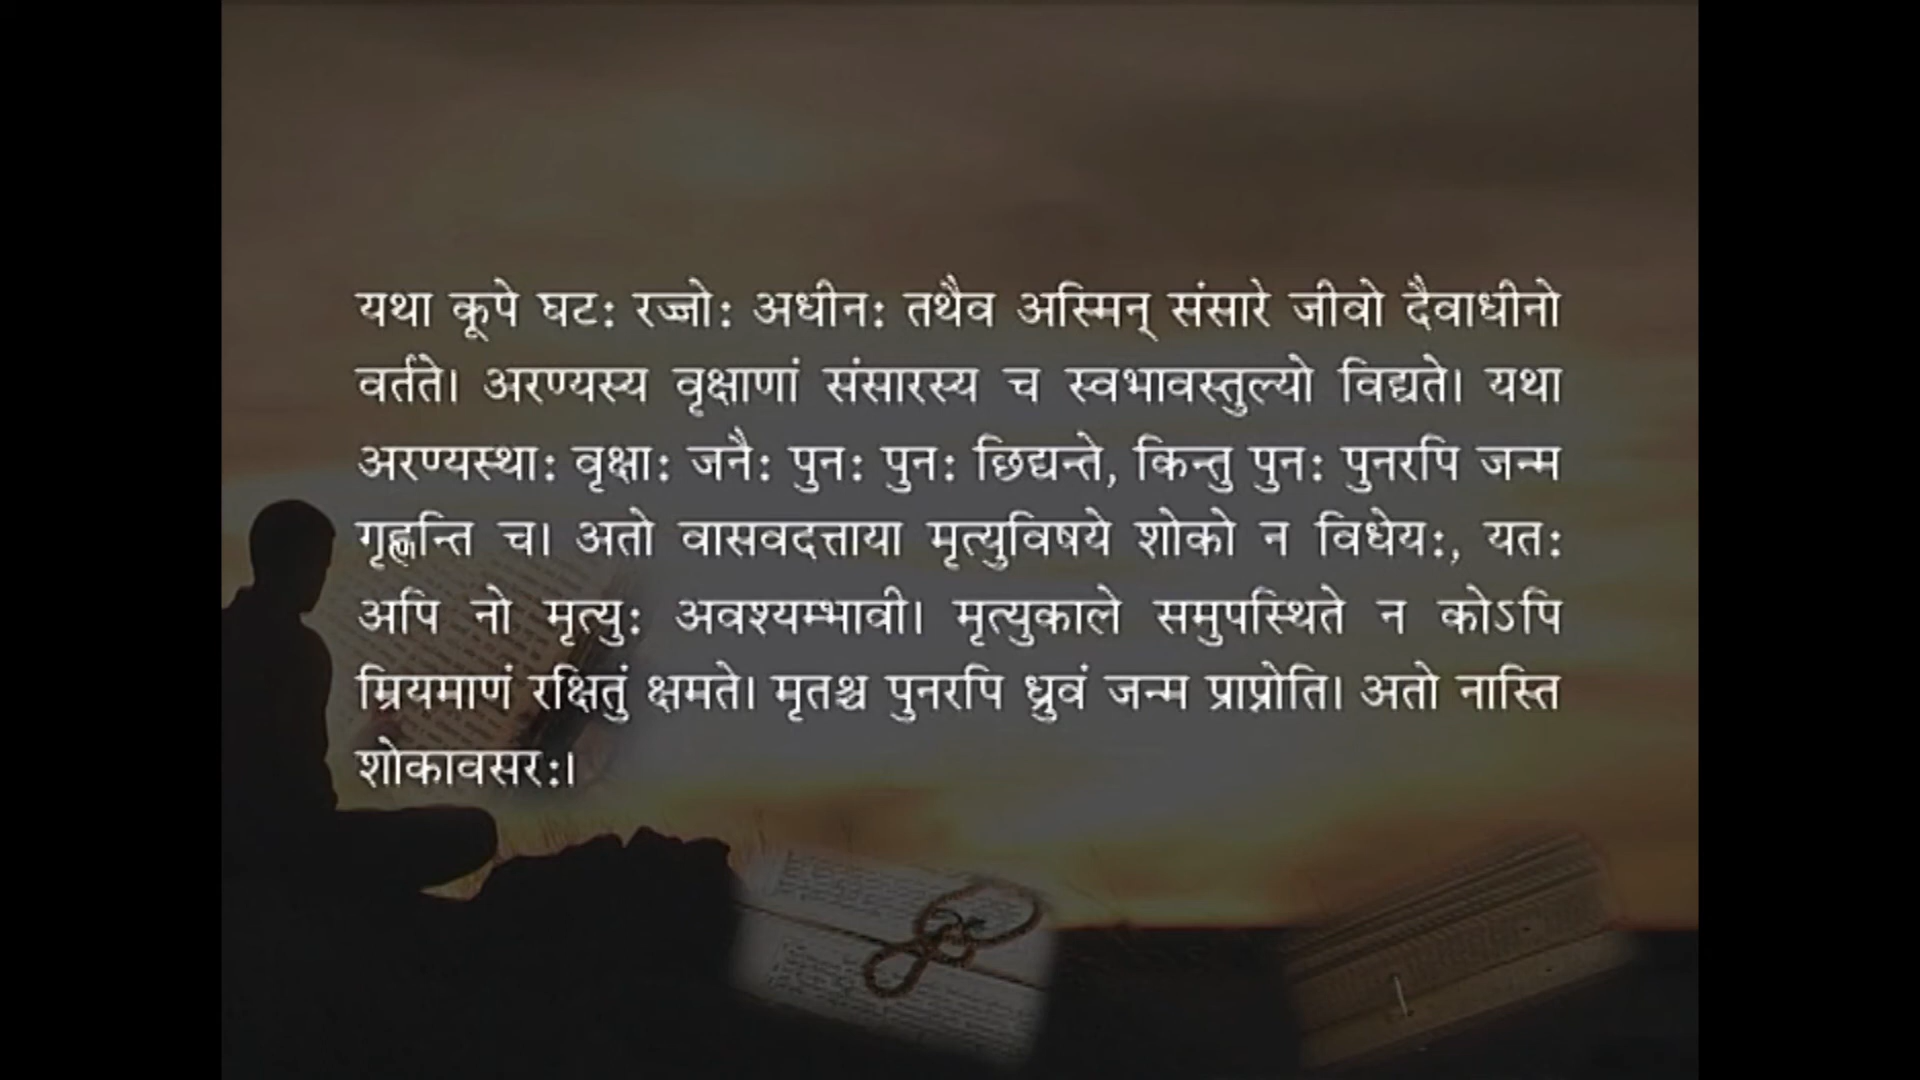 यथा कूपे घट: रज्जो: अधीन: तथैव अस्मिन् संसारे जीवो दैवाधीनो
वर्तते। अरण्यस्य वृक्षाणां संसारस्य च स्वभावस्तुल्यो विद्यते। यथा
अरण्यस्था: वृक्षा: जनै: पुन: पुन: छिद्यन्ते, किन्तु पुन: पुनरपि जन्म
गृह्णन्ति च। अतो वासवदत्ताया मृत्युविषये शोको न विधेय:, यत:
अपि नो मृत्यु: अवश्यम्भावी। मृत्युकाले समुपस्थिते न कोऽपि
म्रियमाणं रक्षितुं क्षमते। मृतश्च पुनरपि ध्रुवं जन्म प्राप्नोति। अतो नास्ति
शोकावसर:।